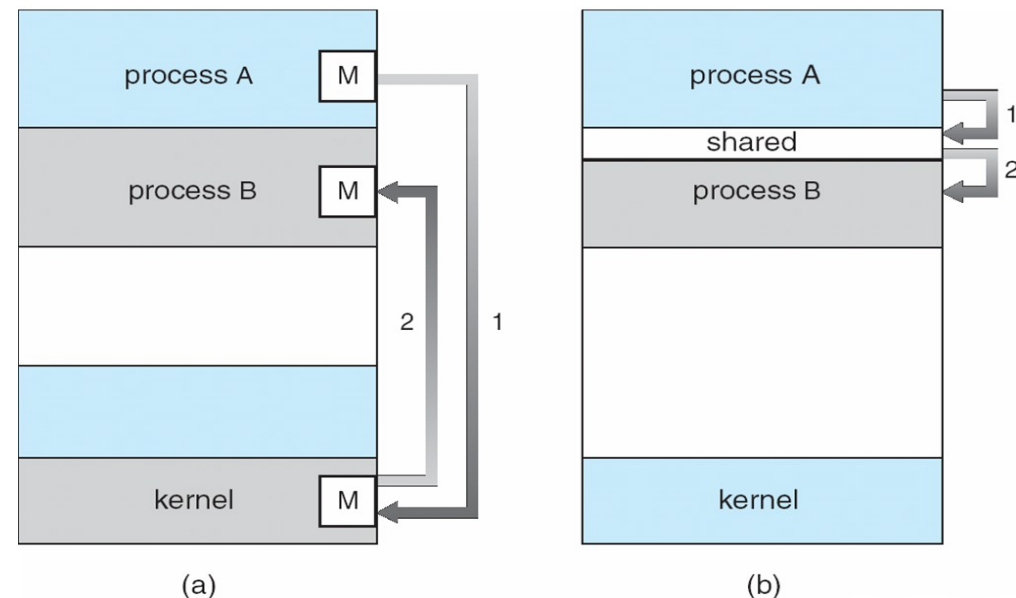 process A
M
process B
M
2
1
kernel
M
(a)
process A
1
shared
2
process B
kernel
(b)